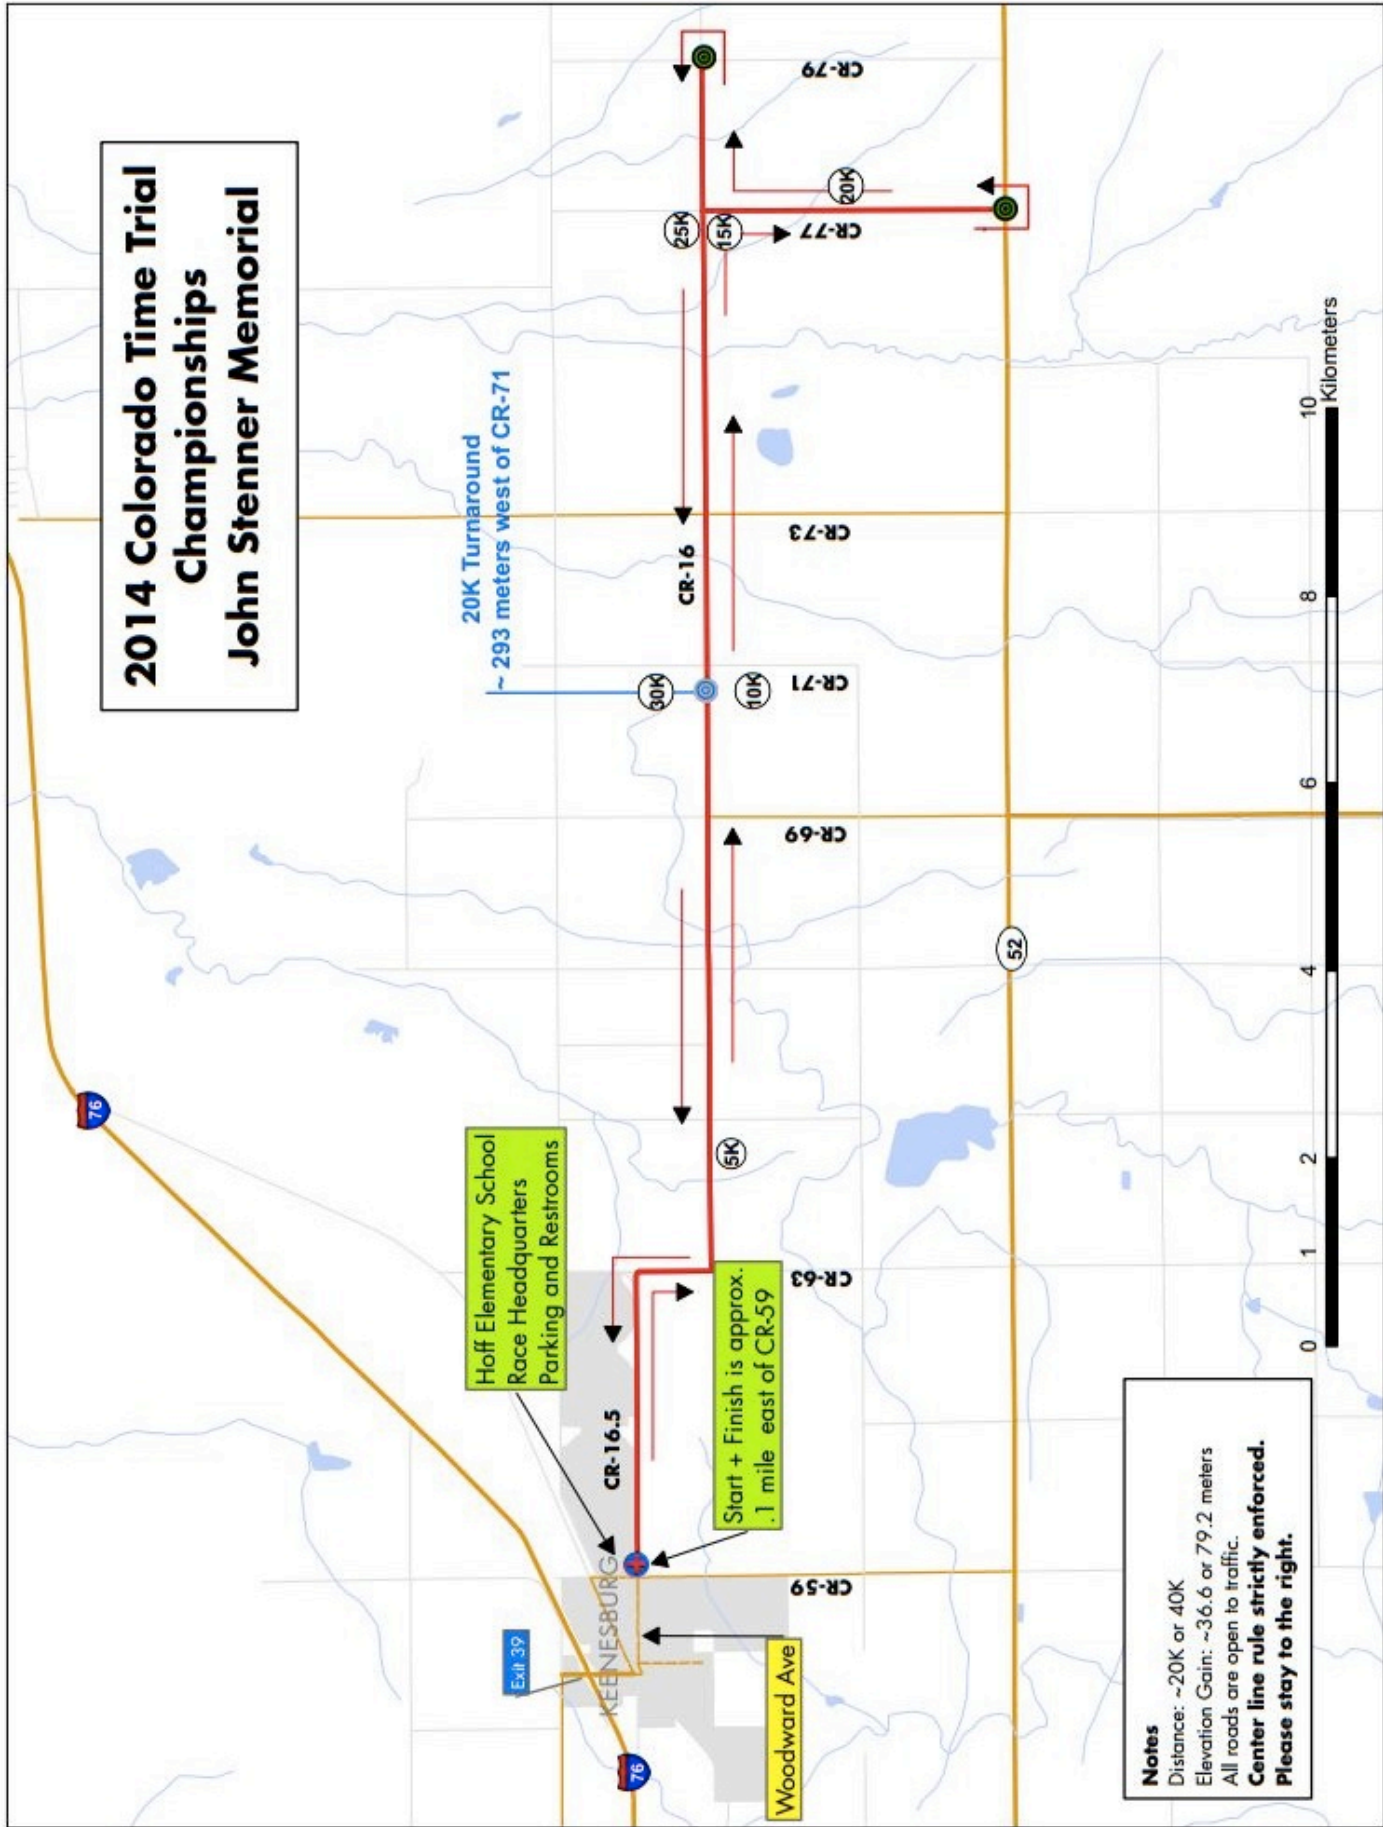 2014 Colorado Time Trial
Championships
John Stenner Memorial
76
Exit 39
KEENESBURG
76
Hoff Elementary School
Race Headquarters
Parking and Restrooms
20K Turnaround
~ 293 meters west of CR-71
CR-16.5
30K
CR-16
25K
5K
10K
15K
20K
Start + Finish is approx.
.1 mile east of CR-59
Woodward Ave
CR-59
CR-63
CR-69
CR-71
CR-73
CR-77
CR-79
52
Notes
Distance: ~20K or 40K
Elevation Gain: ~36.6 or 79.2 meters
All roads are open to traffic.
Center line rule strictly enforced.
Please stay to the right.
0 1 2 4 6 8 10
Kilometers